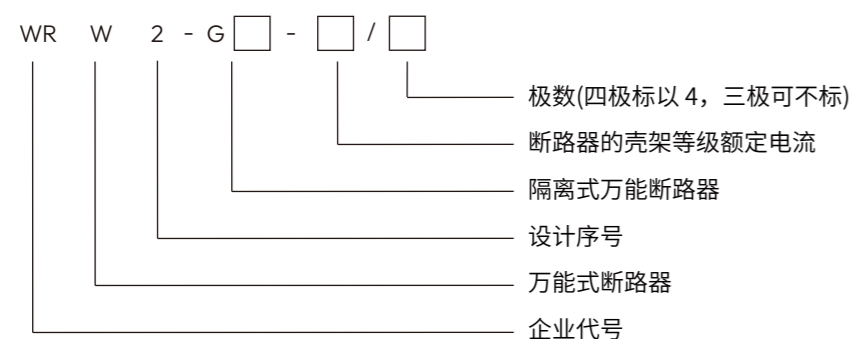 WR W 2 - G□ - □ / □
极数(四极标以 4，三极可不标)
断路器的壳架等级额定电流
隔离式万能断路器
设计序号
万能式断路器
企业代号